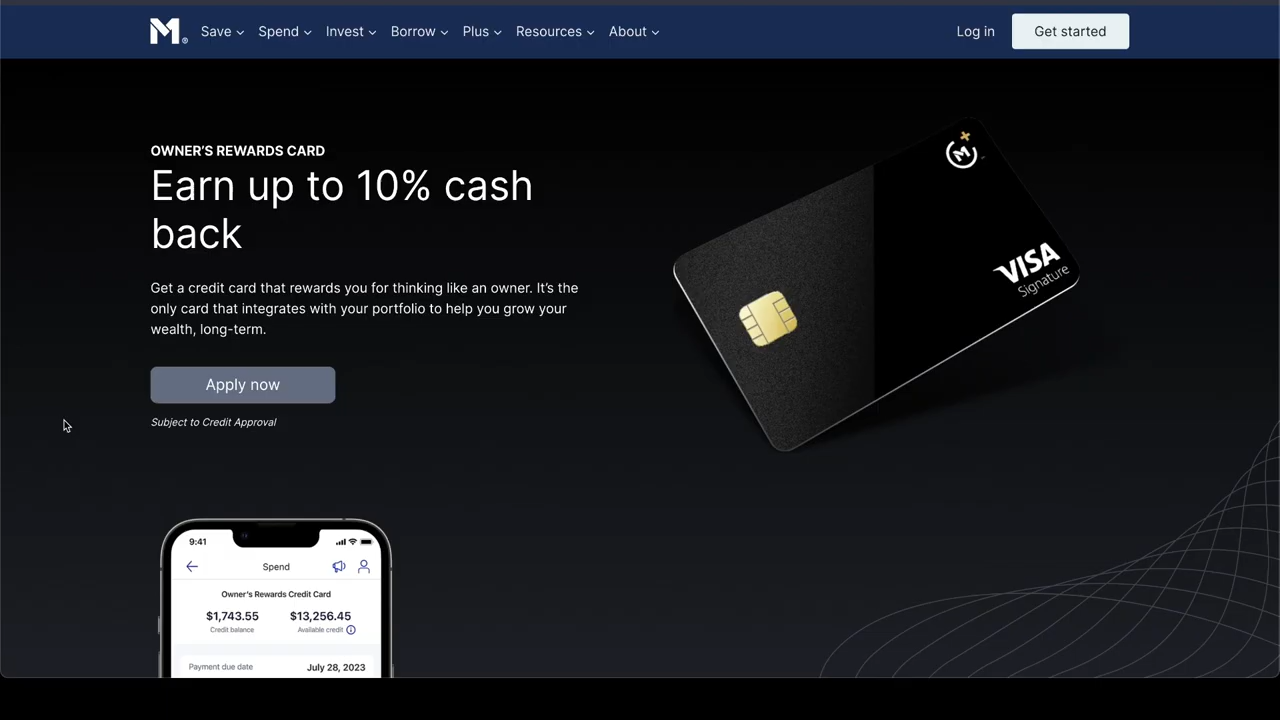 M® Save Spend Invest Borrow Plus Resources About Log in Get started
OWNER'S REWARDS CARD
Earn up to 10% cash
back
Get a credit card that rewards you for thinking like an owner. It's the
only card that integrates with your portfolio to help you grow your
wealth, long-term.
Apply now
Subject to Credit Approval
M
VISA
Signature
9:41
Spend
Owner's Rewards Credit Card
$1,743.55 $13,256.45
Credit balance Available credit
Payment due date July 28, 2023